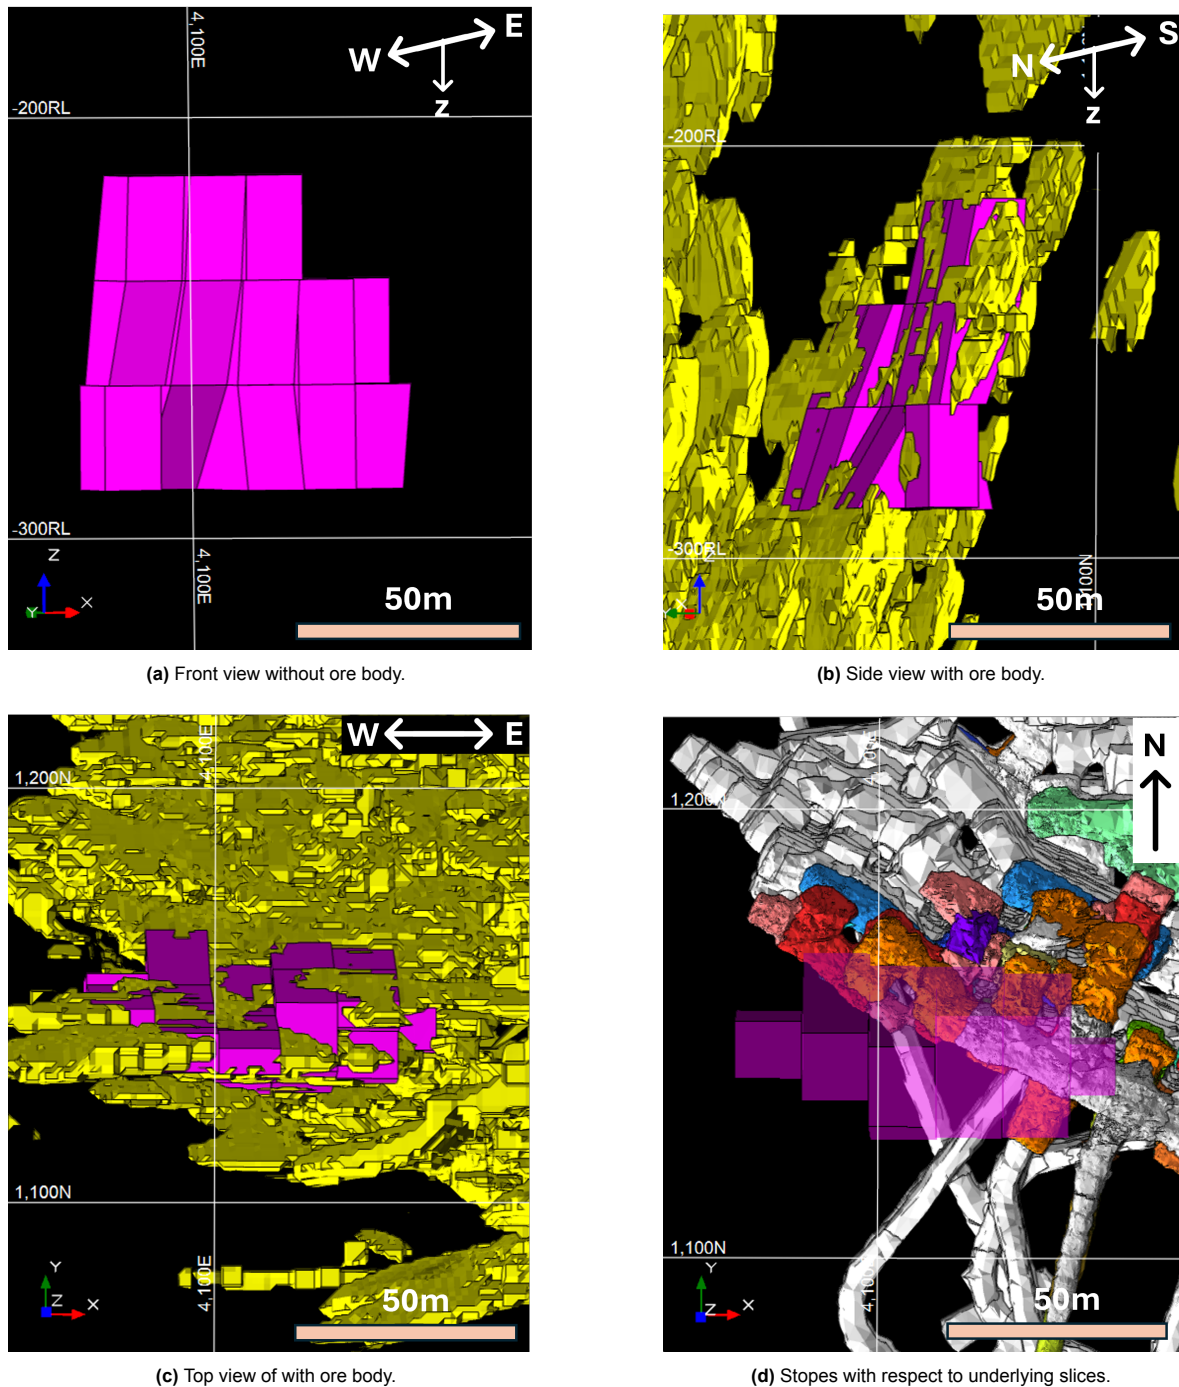 4,100E
W E
z
-200RL
-300RL
4,100E
Z
Y X
50m
(a) Front view without ore body.
N S
z
-200RL
-300RL
50m
(b) Side view with ore body.
W E
4,100E
1,200N
1,100N
4,100E
Y
Z X
50m
(c) Top view of with ore body.
N
1,200N
1,100N
Y
Z X
50m
(d) Stopes with respect to underlying slices.